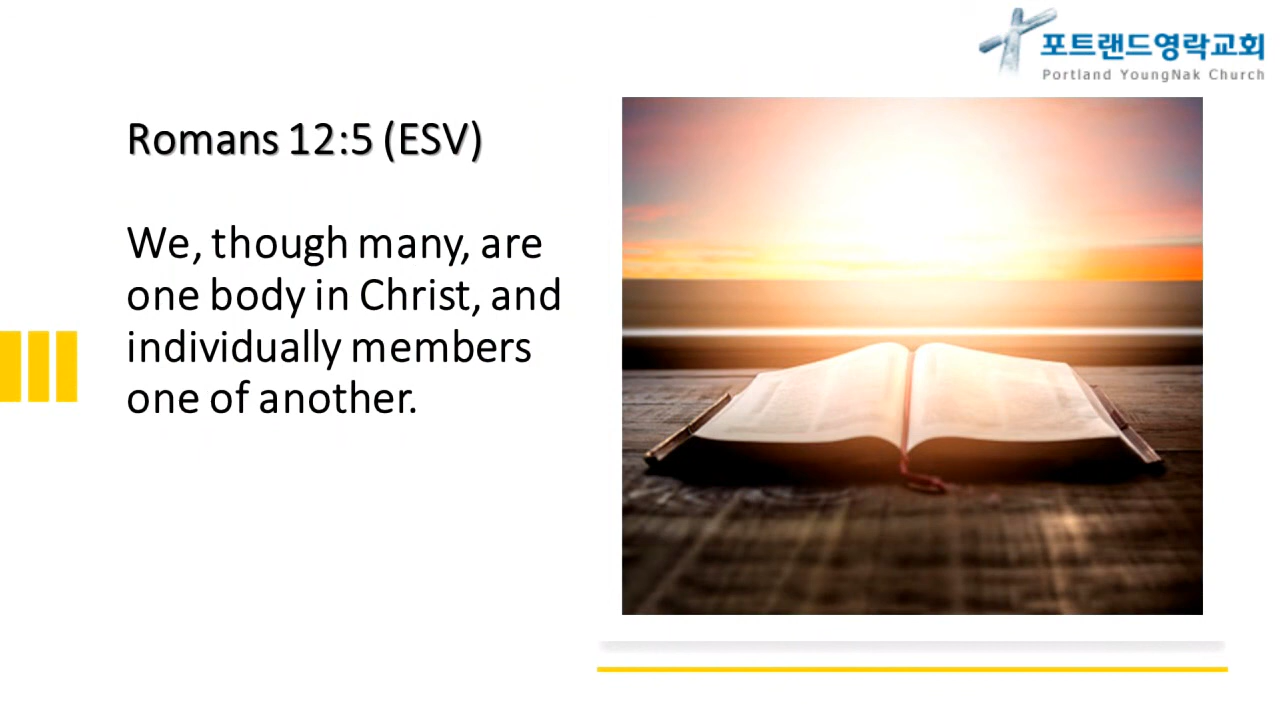 포트랜드영락교회
Portland YoungNak Church
Romans 12:5 (ESV)
We, though many, are
one body in Christ, and
individually members
one of another.